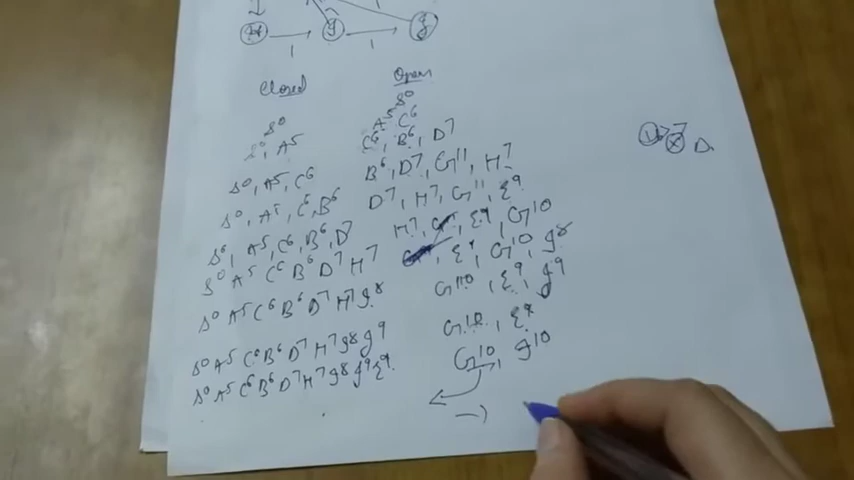 H 1 g 1 g
Closed Open
S⁰
S⁰, A⁵ A⁵ C⁶
S⁰, A⁵, C⁶ C⁶, B⁶, D⁷
S⁰, A⁵, C⁶, B⁶ B⁶, D⁷, G¹¹, H⁷
S⁰, A⁵, C⁶, B⁶, D⁷ D⁷, H⁷, G¹¹, E⁹
S⁰ A⁵ C⁶ B⁶ D⁷ H⁷ H⁷, E⁹, G¹⁰
S⁰ A⁵ C⁶ B⁶ D⁷ H⁷ g⁸ E⁹, G¹⁰, g⁸
S⁰ A⁵ C⁶ B⁶ D⁷ H⁷ g⁸ g⁹ G¹⁰, E⁹, g⁹
S⁰ A⁵ C⁶ B⁶ D⁷ H⁷ g⁸ g⁹ E⁹ G¹⁰, E⁹
G¹⁰, g¹⁰